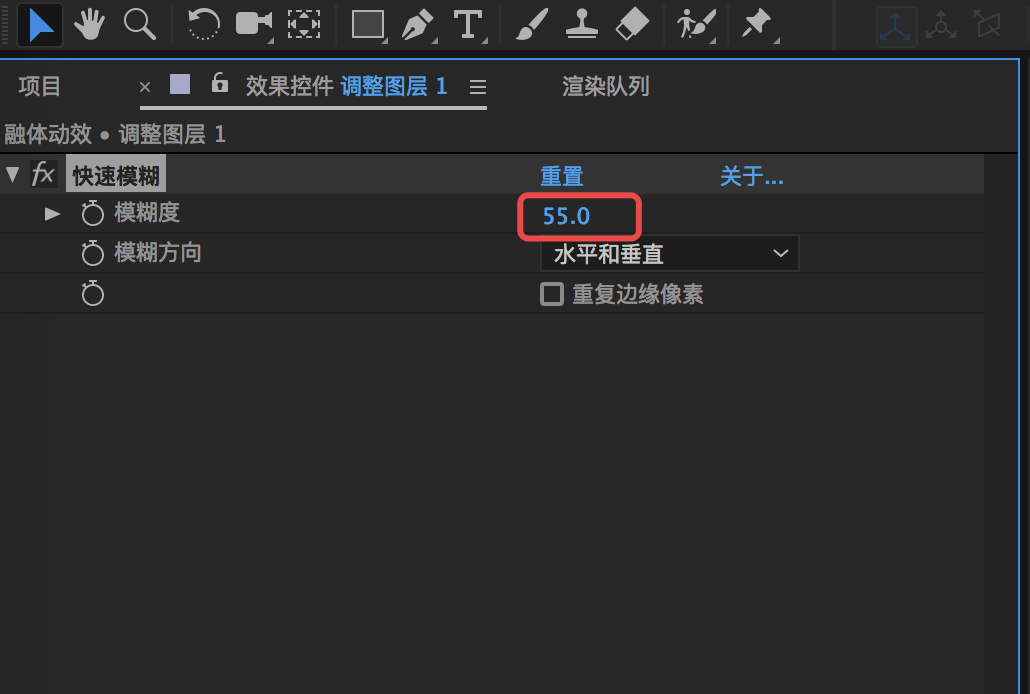 项目 × 效果控件 调整图层 1 渲染队列
融体动效 • 调整图层 1
fx 快速模糊 重置 关于...
模糊度 55.0
模糊方向 水平和垂直
重复边缘像素